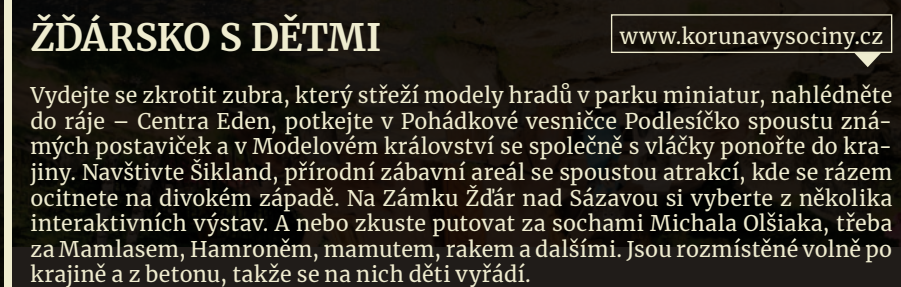 ŽĎÁRSKO S DĚTMI
www.korunavysociny.cz
Vydejte se zkrotit zubra, který střeží modely hradů v parku miniatur, nahlédněte
do ráje – Centra Eden, potkejte v Pohádkové vesničce Podlesíčko spoustu zná-
mých postaviček a v Modelovém království se společně s vláčky ponořte do kra-
jiny. Navštivte Šikland, přírodní zábavní areál se spoustou atrakcí, kde se rázem
ocitnete na divokém západě. Na Zámku Žďár nad Sázavou si vyberte z několika
interaktivních výstav. A nebo zkuste putovat za sochami Michala Olšiaka, třeba
za Mamlasem, Hamroněm, mamutem, rakem a dalšími. Jsou rozmístěné volně po
krajině a z betonu, takže se na nich děti vyřádí.